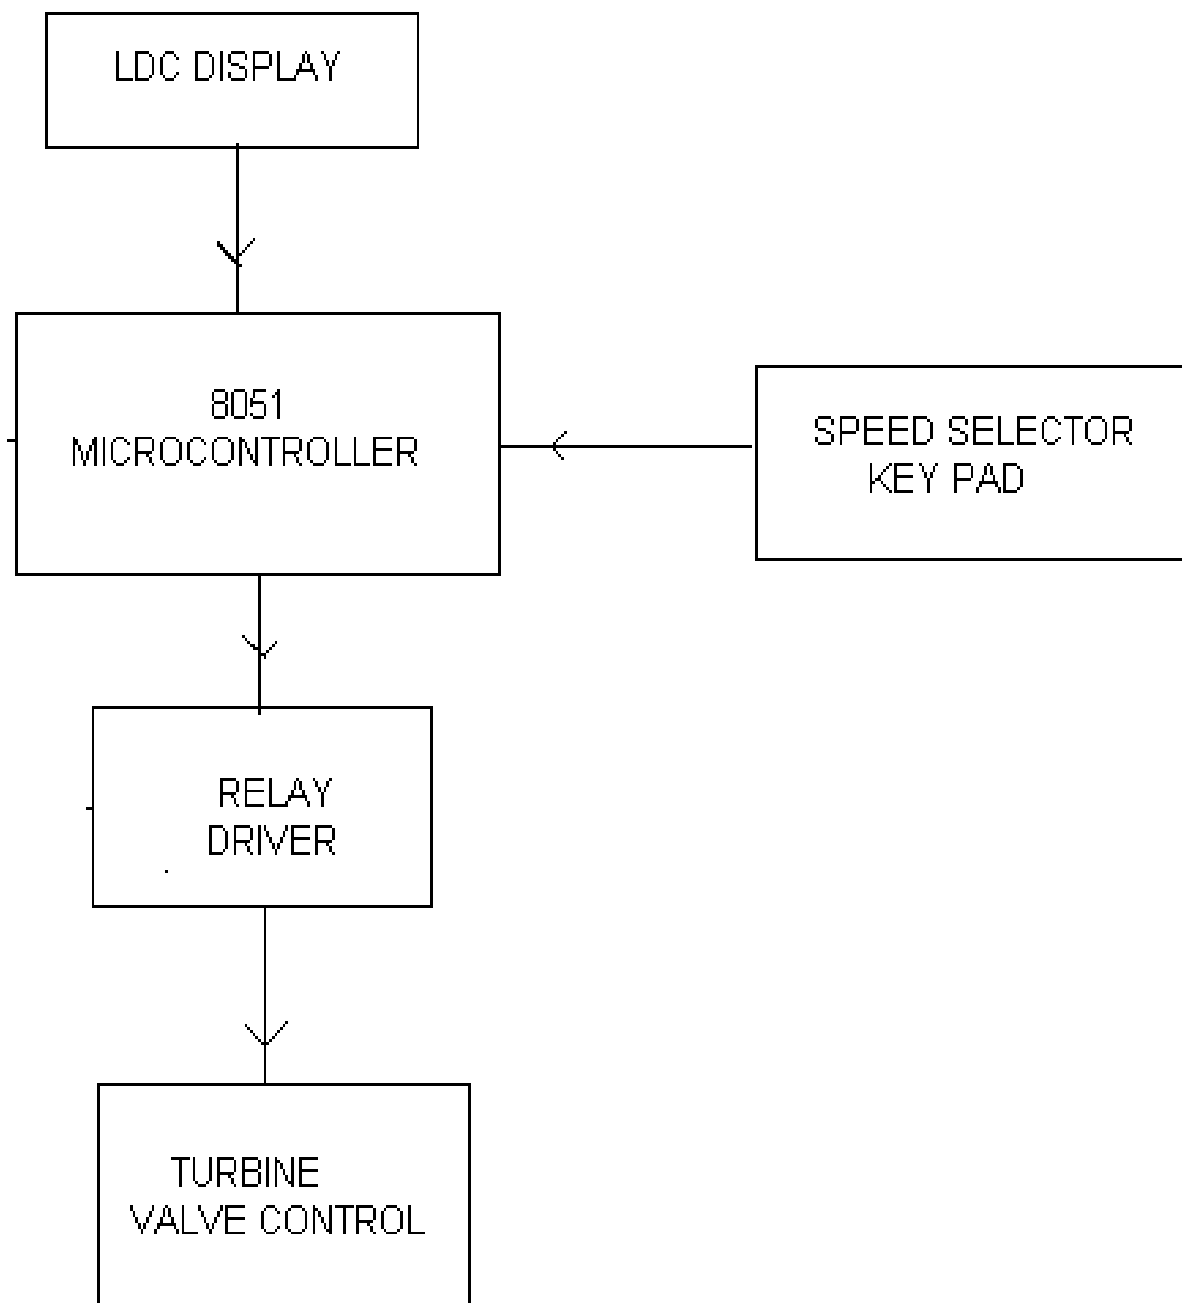 LDC DISPLAY
8051
MICROCONTROLLER
SPEED SELECTOR
KEY PAD
RELAY
DRIVER
TURBINE
VALVE CONTROL